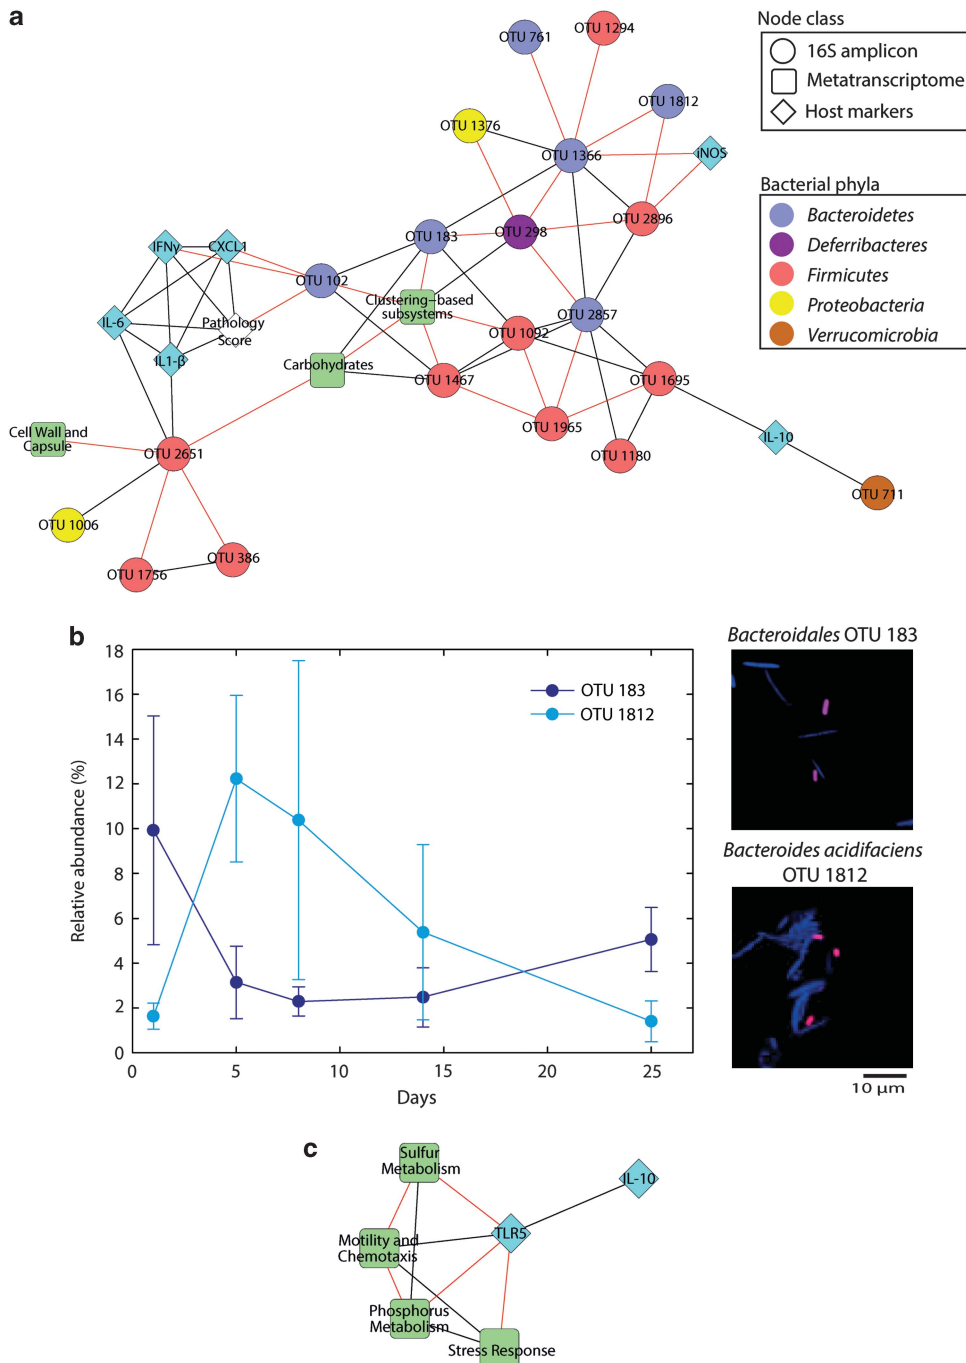 a
Node class
16S amplicon
Metatranscriptome
Host markers
Bacterial phyla
Bacteroidetes
Deferribacteres
Firmicutes
Proteobacteria
Verrucomicrobia
OTU 761
OTU 1294
OTU 1812
OTU 1376
OTU 1366
iNOS
OTU 2896
OTU 183
OTU 298
IFNγ
CXCL1
OTU 102
Clustering-based
subsystems
OTU 2857
IL-6
Pathology
Score
OTU 1092
IL1-β
Carbohydrates
OTU 1467
OTU 1695
OTU 1965
Cell Wall and
Capsule
OTU 2651
OTU 1180
IL-10
OTU 711
OTU 1006
OTU 386
OTU 1756
b
18
16
14
12
10
8
6
4
2
0
Relative abundance (%)
OTU 183
OTU 1812
0
5
10
15
20
25
Days
Bacteroidales OTU 183
Bacteroides acidifaciens
OTU 1812
10 µm
c
Sulfur
Metabolism
IL-10
TLR5
Motility and
Chemotaxis
Phosphorus
Metabolism
Stress Response